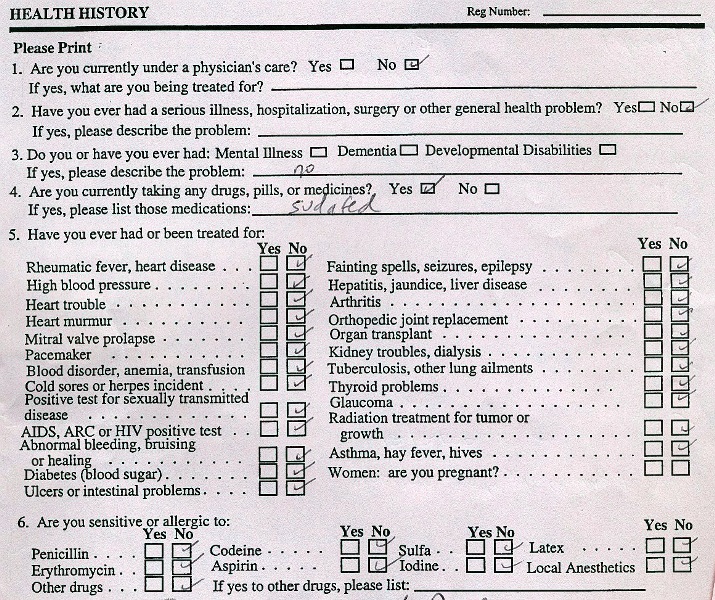 HEALTH HISTORY Reg Number:
Please Print :
1. Are you currently under a physician's care? Yes ☐ No ☑
If yes, what are you being treated for?
2. Have you ever had a serious illness, hospitalization, surgery or other general health problem? Yes ☐ No ☑
If yes, please describe the problem:
3. Do you or have you ever had: Mental Illness ☐ Dementia ☐ Developmental Disabilities ☐
If yes, please describe the problem: no
4. Are you currently taking any drugs, pills, or medicines? Yes ☑ No ☐
If yes, please list those medications: sudafed
5. Have you ever had or been treated for:
Yes No
Rheumatic fever, heart disease . . . ☐ ☑
High blood pressure . . . . . . . . . . ☐ ☑
Heart trouble . . . . . . . . . . . . ☐ ☑
Heart murmur . . . . . . . . . . . . ☐ ☑
Mitral valve prolapse . . . . . . . . ☐ ☑
Pacemaker . . . . . . . . . . . . . ☐ ☑
Blood disorder, anemia, transfusion ☐ ☑
Cold sores or herpes incident . . . . ☐ ☑
Positive test for sexually transmitted
disease . . . . . . . . . . . . . . ☐ ☑
AIDS, ARC or HIV positive test . . . ☐ ☑
Abnormal bleeding, bruising
or healing . . . . . . . . . . . . ☐ ☑
Diabetes (blood sugar) . . . . . . . . ☐ ☑
Ulcers or intestinal problems . . . . ☐ ☑
Yes No
Fainting spells, seizures, epilepsy . . . . . . . ☐ ☑
Hepatitis, jaundice, liver disease . . . . . . . ☐ ☑
Arthritis . . . . . . . . . . . . . . . . . . ☐ ☑
Orthopedic joint replacement . . . . . . . . . ☐ ☑
Organ transplant . . . . . . . . . . . . . . ☐ ☑
Kidney troubles, dialysis . . . . . . . . . . . ☐ ☑
Tuberculosis, other lung ailments . . . . . . . ☐ ☑
Thyroid problems . . . . . . . . . . . . . . ☐ ☑
Glaucoma . . . . . . . . . . . . . . . . . ☐ ☑
Radiation treatment for tumor or
growth . . . . . . . . . . . . . . . . . . ☐ ☑
Asthma, hay fever, hives . . . . . . . . . . . ☐ ☑
Women: are you pregnant? . . . . . . . . . . ☐ ☐
6. Are you sensitive or allergic to:
Yes No Yes No Yes No Yes No
Penicillin . . . . ☐ ☑ Codeine . . . . . ☐ ☑ Sulfa . . ☐ ☑ Latex . . . . . ☐ ☑
Erythromycin . . . ☐ ☑ Aspirin . . . . . ☐ ☑ Iodine . . . ☐ ☑ Local Anesthetics ☐ ☑
Other drugs . . . ☐ ☑ If yes to other drugs, please list: